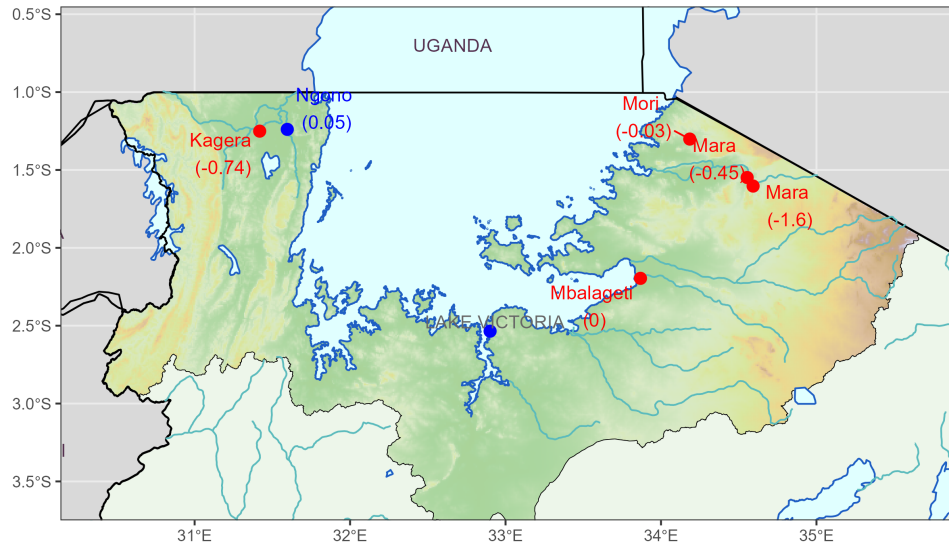 0.5°S
UGANDA
1.0°S
Ngono
(0.05)
Mori
(-0.03)
Kagera
(-0.74)
Mara
(-0.45)
1.5°S
Mara
(-1.6)
2.0°S
Mbalageti
(0)
LAKE VICTORIA
2.5°S
3.0°S
3.5°S
31°E 32°E 33°E 34°E 35°E